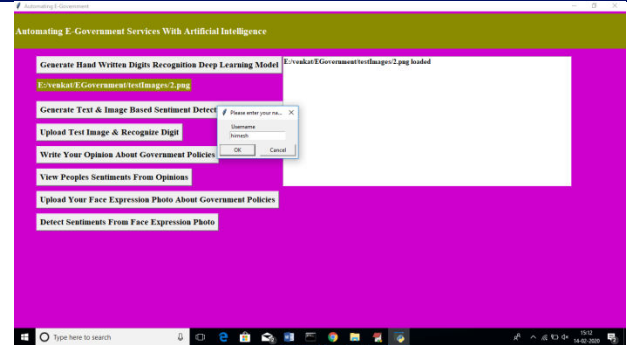 Automating E-Government
Automating E-Government Services With Artificial Intelligence
Generate Hand Written Digits Recognition Deep Learning Model
E:/venkat/EGovernment/testImages/2.png loaded
E:/venkat/EGovernment/testImages/2.png
Generate Text & Image Based Sentiment Detect
Please enter your na...
Username
himesh
OK Cancel
Upload Test Image & Recognize Digit
Write Your Opinion About Government Policies
View Peoples Sentiments From Opinions
Upload Your Face Expression Photo About Government Policies
Detect Sentiments From Face Expression Photo
Type here to search
15:12
14-02-2020